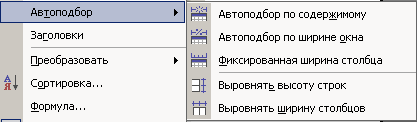 Автоподбор
Заголовки
Преобразовать
Сортировка...
Формула...
Автоподбор по содержимому
Автоподбор по ширине окна
Фиксированная ширина столбца
Выровнять высоту строк
Выровнять ширину столбцов